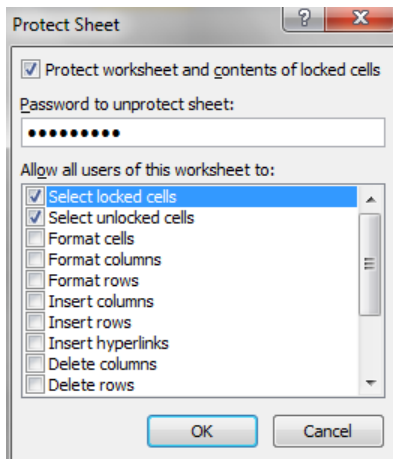 Protect Sheet
Protect worksheet and contents of locked cells
Password to unprotect sheet:
•••••••••
Allow all users of this worksheet to:
Select locked cells
Select unlocked cells
Format cells
Format columns
Format rows
Insert columns
Insert rows
Insert hyperlinks
Delete columns
Delete rows
OK Cancel